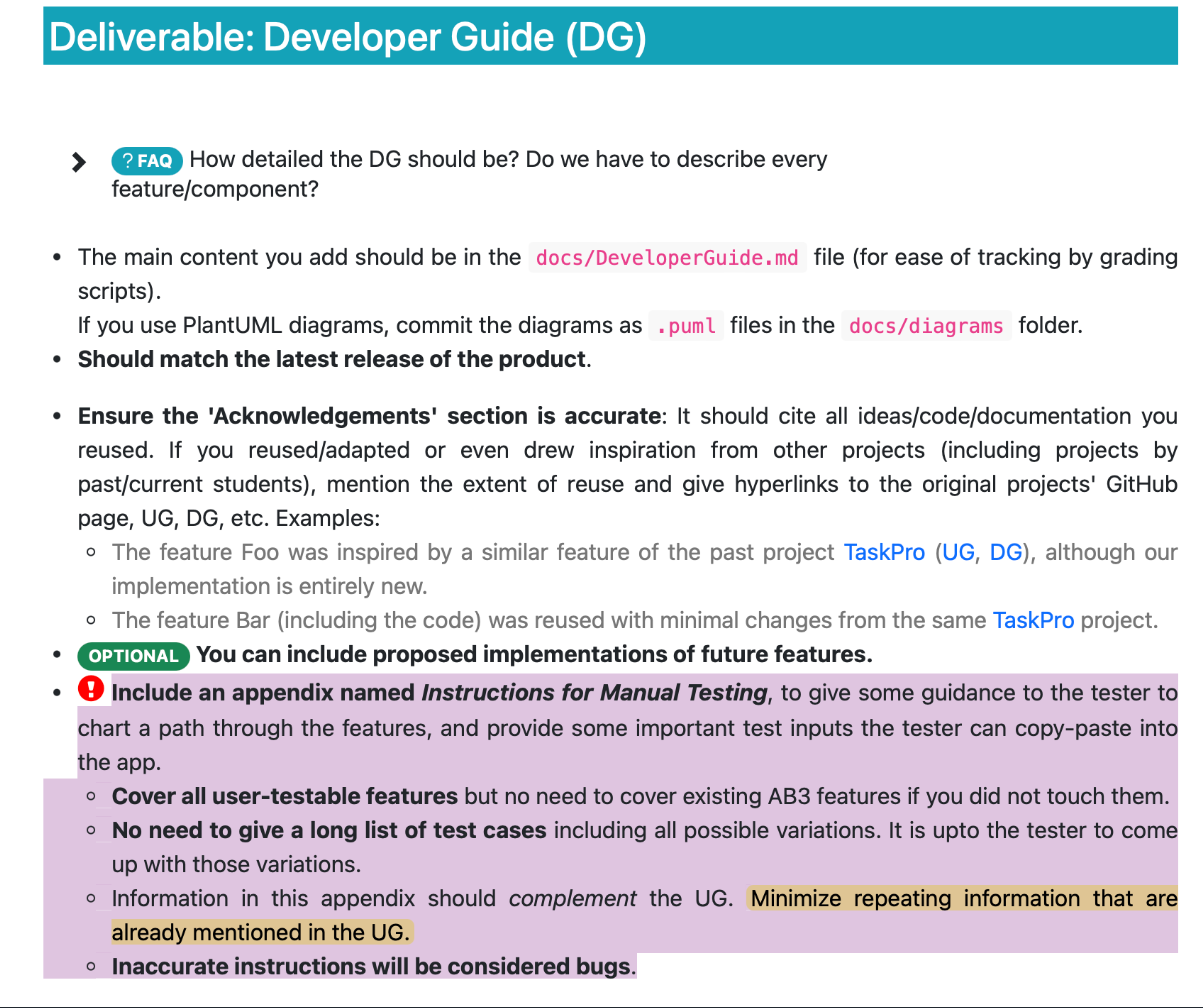 Deliverable: Developer Guide (DG)
? FAQ How detailed the DG should be? Do we have to describe every
feature/component?
• The main content you add should be in the docs/DeveloperGuide.md file (for ease of tracking by grading
scripts).
If you use PlantUML diagrams, commit the diagrams as .puml files in the docs/diagrams folder.
• Should match the latest release of the product.
• Ensure the 'Acknowledgements' section is accurate: It should cite all ideas/code/documentation you
reused. If you reused/adapted or even drew inspiration from other projects (including projects by
past/current students), mention the extent of reuse and give hyperlinks to the original projects' GitHub
page, UG, DG, etc. Examples:
◦ The feature Foo was inspired by a similar feature of the past project TaskPro (UG, DG), although our
implementation is entirely new.
◦ The feature Bar (including the code) was reused with minimal changes from the same TaskPro project.
• OPTIONAL You can include proposed implementations of future features.
• ! Include an appendix named Instructions for Manual Testing, to give some guidance to the tester to
chart a path through the features, and provide some important test inputs the tester can copy-paste into
the app.
◦ Cover all user-testable features but no need to cover existing AB3 features if you did not touch them.
◦ No need to give a long list of test cases including all possible variations. It is upto the tester to come
up with those variations.
◦ Information in this appendix should complement the UG. Minimize repeating information that are
already mentioned in the UG.
◦ Inaccurate instructions will be considered bugs.